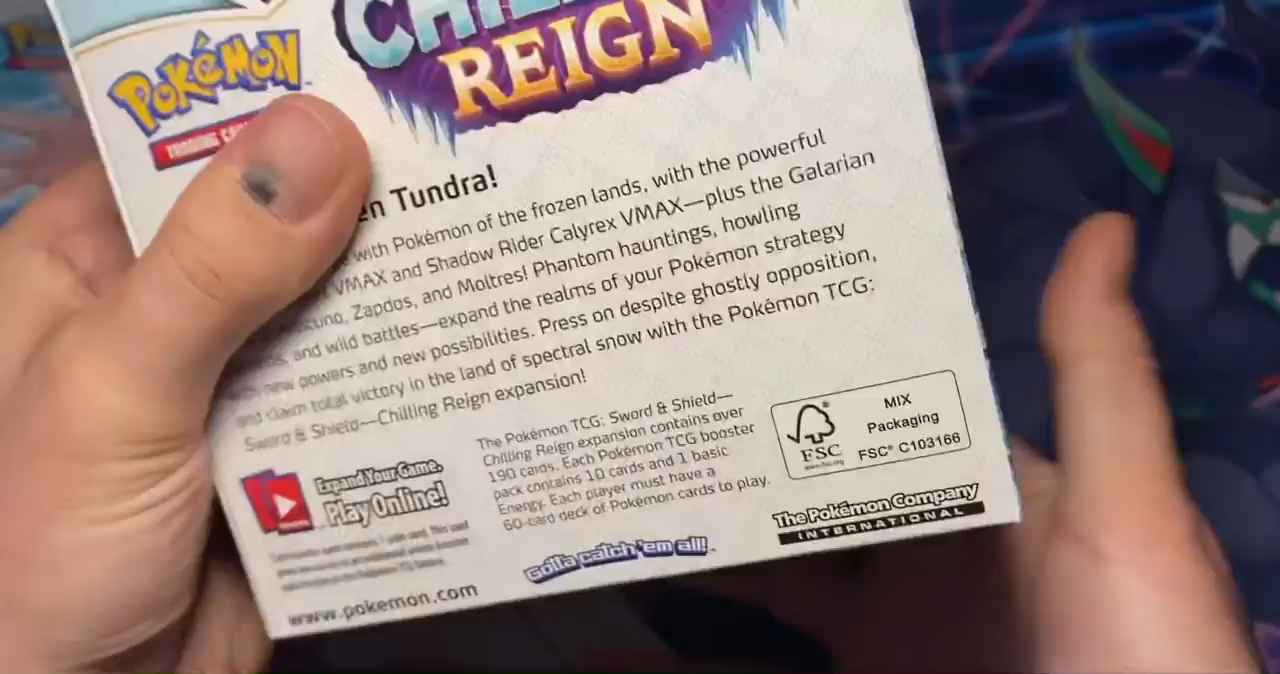 POKéMON
REIGN
en Tundra!
with Pokémon of the frozen lands, with the powerful
VMAX and Shadow Rider Calyrex VMAX—plus the Galarian
Zapdos, and Moltres! Phantom hauntings, howling
and wild battles—expand the realms of your Pokémon strategy
new powers and new possibilities. Press on despite ghostly opposition,
and claim total victory in the land of spectral snow with the Pokémon TCG:
Sword & Shield—Chilling Reign expansion!
Expand Your Game.
Play Online!
www.pokemon.com
The Pokémon TCG: Sword & Shield—
Chilling Reign expansion contains over
190 cards. Each Pokémon TCG booster
pack contains 10 cards and 1 basic
Energy. Each player must have a
60-card deck of Pokémon cards to play.
Gotta catch 'em all!
FSC
www.fsc.org
MIX
Packaging
FSC® C103166
The Pokémon Company
INTERNATIONAL